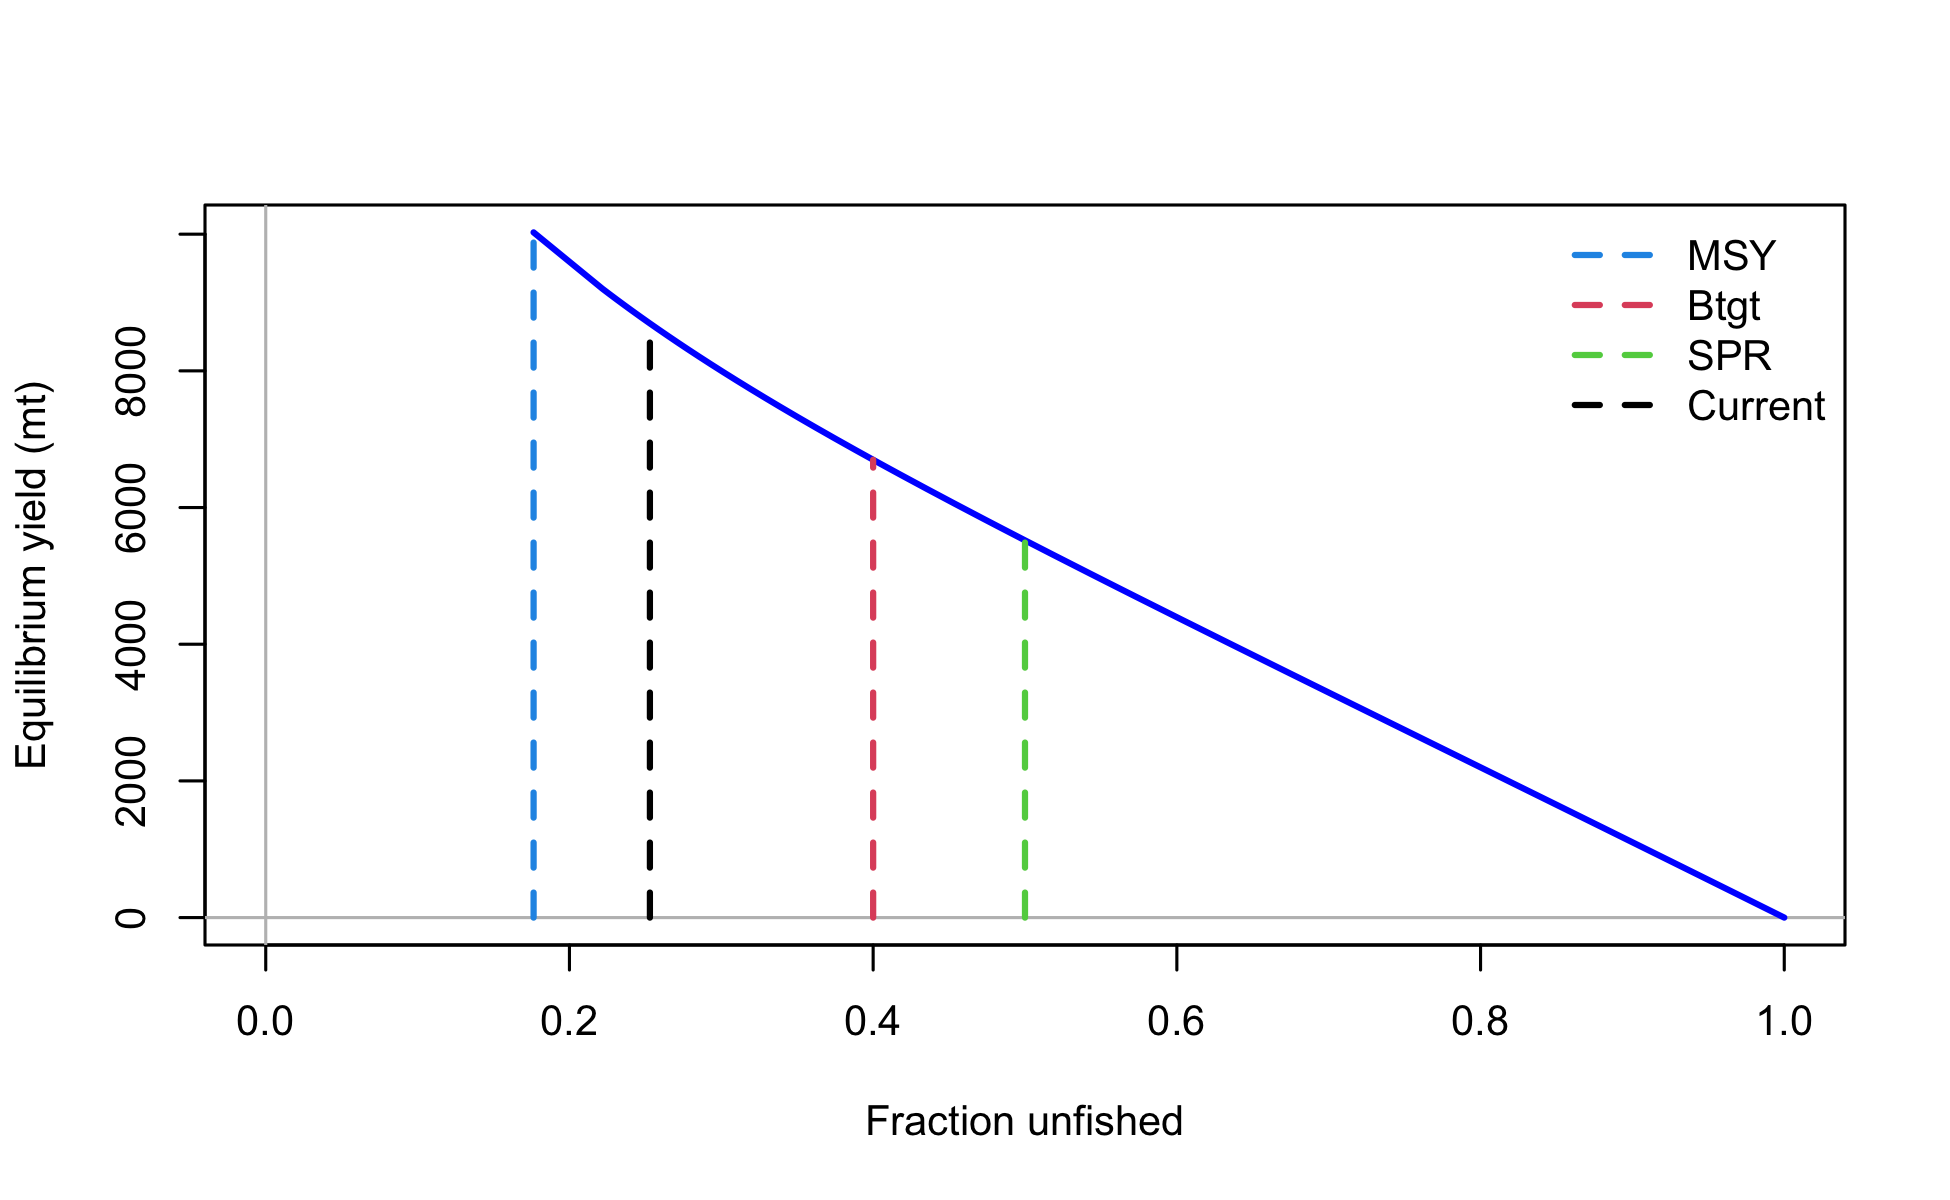 MSY
Btgt
SPR
Current
Equilibrium yield (mt)
8000
6000
4000
2000
0
0.0 0.2 0.4 0.6 0.8 1.0
Fraction unfished